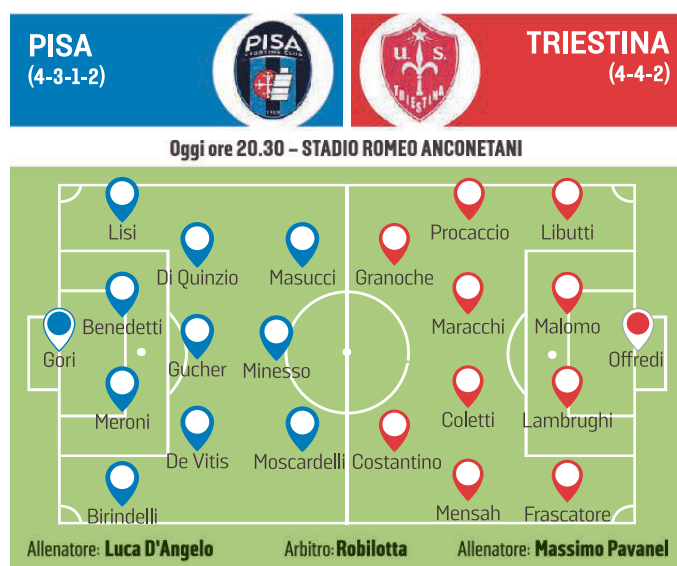 PISA
(4-3-1-2)
PISA
SPORTING CLUB
TRIESTINA
(4-4-2)
U. S.
TRIESTINA
Oggi ore 20.30 – STADIO ROMEO ANCONETANI
Lisi
Procaccio
Libutti
Di Quinzio
Masucci
Granoche
Benedetti
Maracchi
Malomo
Gori
Offredi
Gucher
Minesso
Meroni
Coletti
Lambrughi
De Vitis
Moscardelli
Costantino
Birindelli
Mensah
Frascatore
Allenatore: Luca D'Angelo
Arbitro: Robilotta
Allenatore: Massimo Pavanel